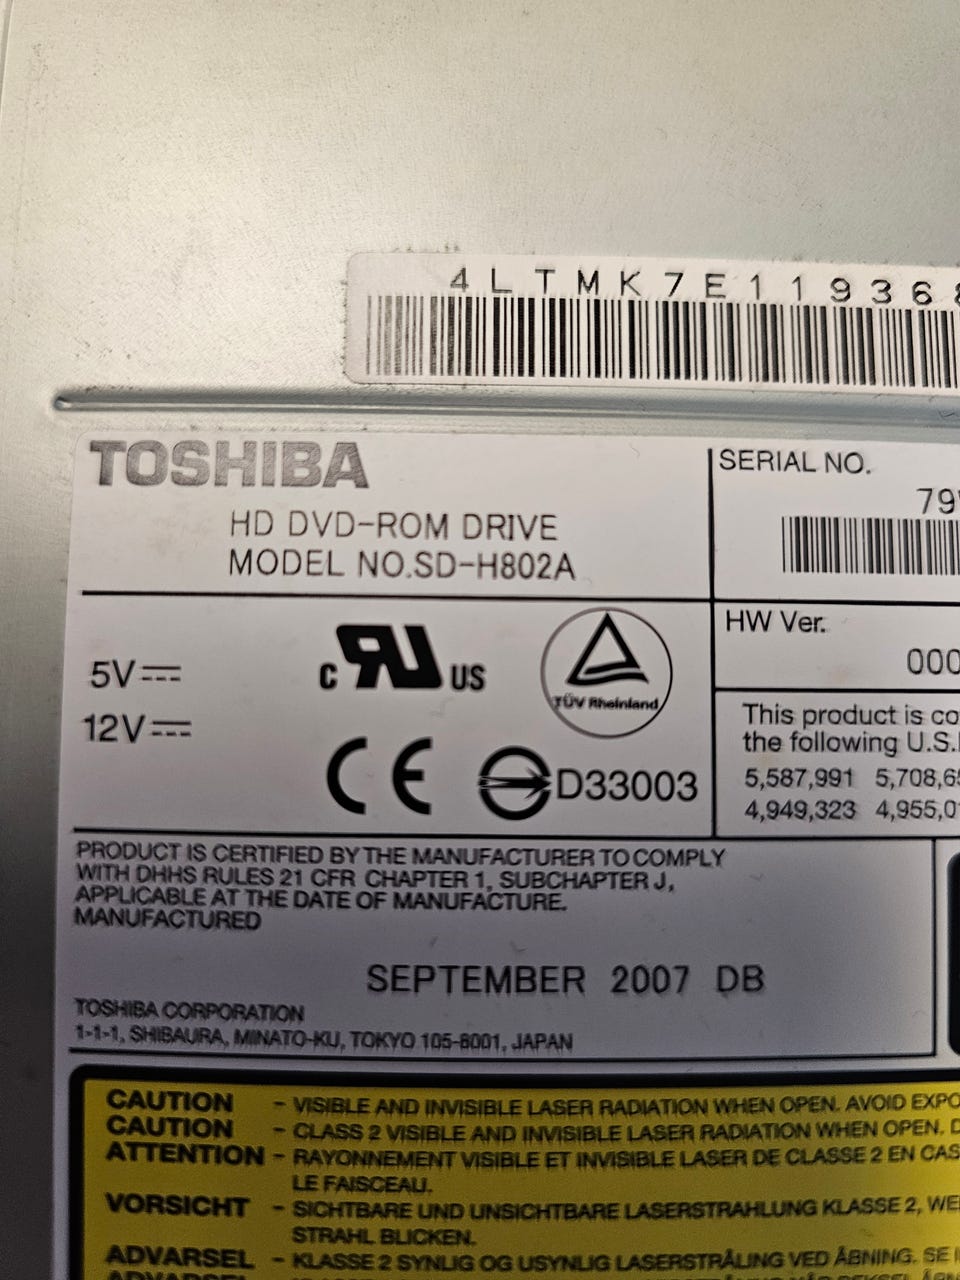 4LTMK7E11936
TOSHIBA
HD DVD-ROM DRIVE
MODEL NO.SD-H802A
SERIAL NO.
79
HW Ver.
000
5V
12V
C RU US
TÜV Rheinland
CE
D33003
This product is co
the following U.S.
5,587,991 5,708,6
4,949,323 4,955,0
PRODUCT IS CERTIFIED BY THE MANUFACTURER TO COMPLY
WITH DHHS RULES 21 CFR CHAPTER 1, SUBCHAPTER J,
APPLICABLE AT THE DATE OF MANUFACTURE.
MANUFACTURED
SEPTEMBER 2007 DB
TOSHIBA CORPORATION
1-1-1, SHIBAURA, MINATO-KU, TOKYO 105-8001, JAPAN
CAUTION - VISIBLE AND INVISIBLE LASER RADIATION WHEN OPEN. AVOID EXPO
CAUTION - CLASS 2 VISIBLE AND INVISIBLE LASER RADIATION WHEN OPEN. D
ATTENTION - RAYONNEMENT VISIBLE ET INVISIBLE LASER DE CLASSE 2 EN CAS
LE FAISCEAU.
VORSICHT - SICHTBARE UND UNSICHTBARE LASERSTRAHLUNG KLASSE 2, WE
STRAHL BLICKEN.
ADVARSEL - KLASSE 2 SYNLIG OG USYNLIG LASERSTRÅLING VED ÅBNING. SE I